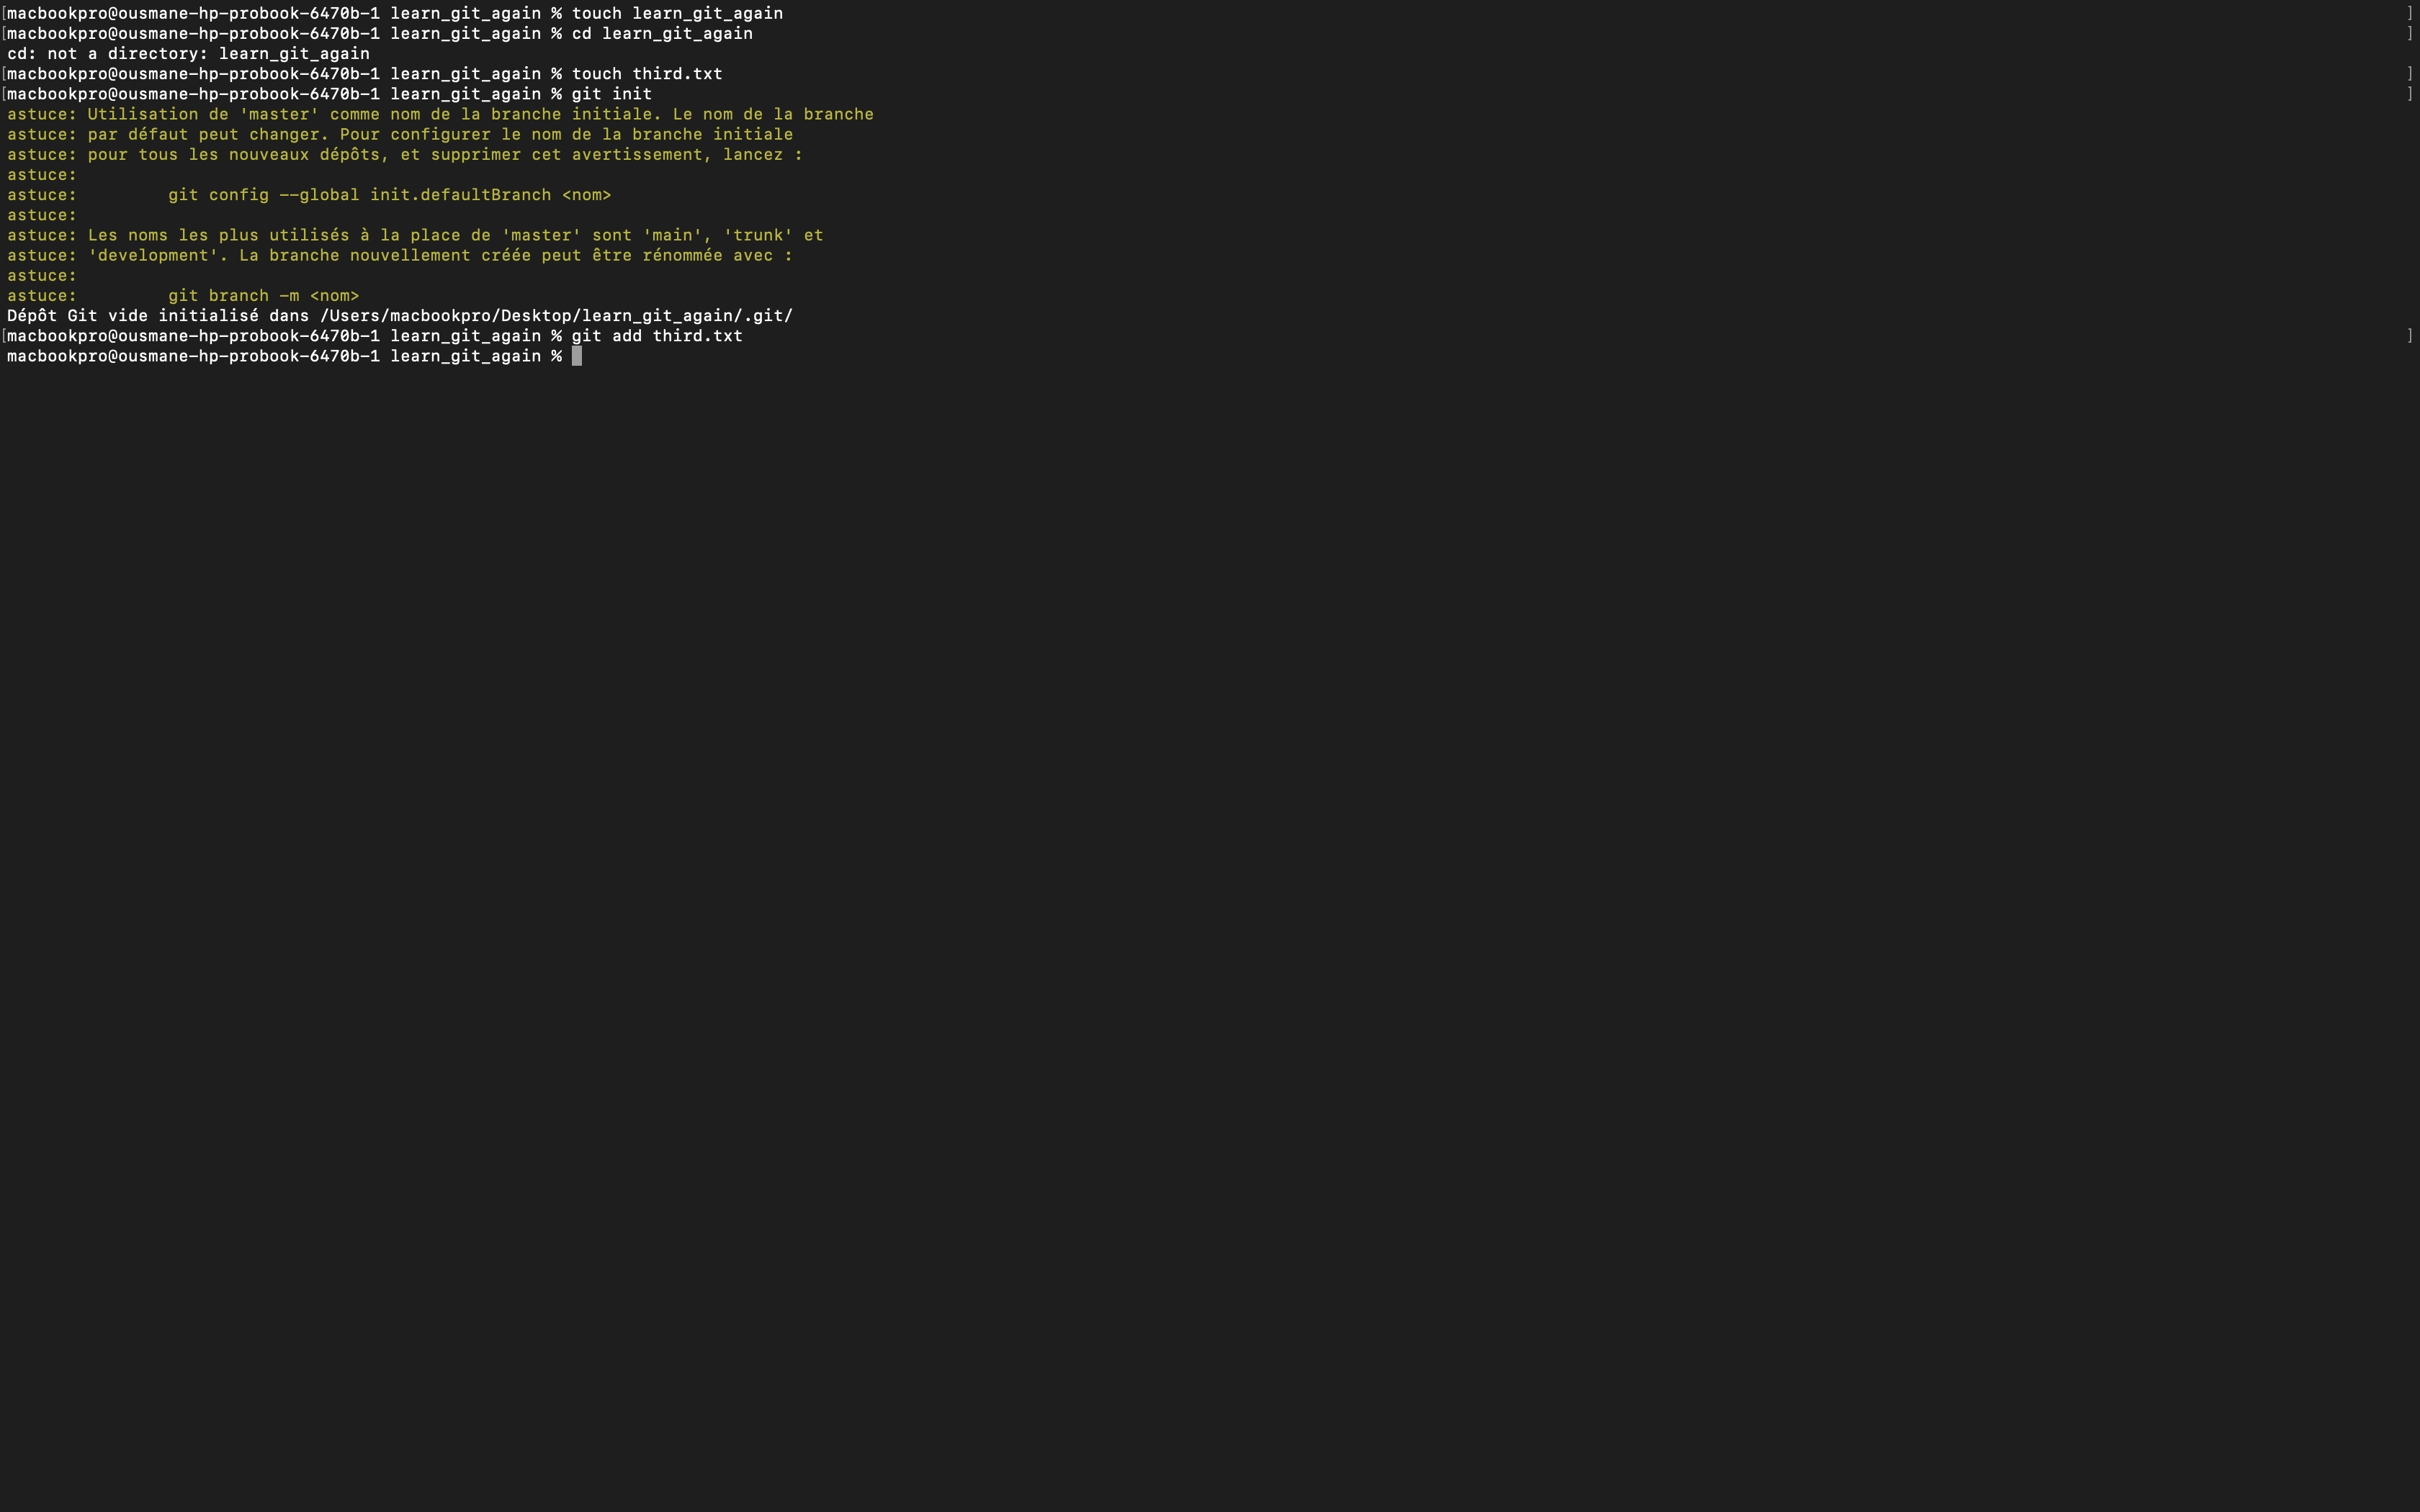 [macbookpro@ousmane-hp-probook-6470b-1 learn_git_again % touch learn_git_again ]
[macbookpro@ousmane-hp-probook-6470b-1 learn_git_again % cd learn_git_again ]
cd: not a directory: learn_git_again
[macbookpro@ousmane-hp-probook-6470b-1 learn_git_again % touch third.txt ]
[macbookpro@ousmane-hp-probook-6470b-1 learn_git_again % git init ]
astuce: Utilisation de 'master' comme nom de la branche initiale. Le nom de la branche
astuce: par défaut peut changer. Pour configurer le nom de la branche initiale
astuce: pour tous les nouveaux dépôts, et supprimer cet avertissement, lancez :
astuce:
astuce: git config --global init.defaultBranch <nom>
astuce:
astuce: Les noms les plus utilisés à la place de 'master' sont 'main', 'trunk' et
astuce: 'development'. La branche nouvellement créée peut être rénommée avec :
astuce:
astuce: git branch -m <nom>
Dépôt Git vide initialisé dans /Users/macbookpro/Desktop/learn_git_again/.git/
[macbookpro@ousmane-hp-probook-6470b-1 learn_git_again % git add third.txt ]
macbookpro@ousmane-hp-probook-6470b-1 learn_git_again %